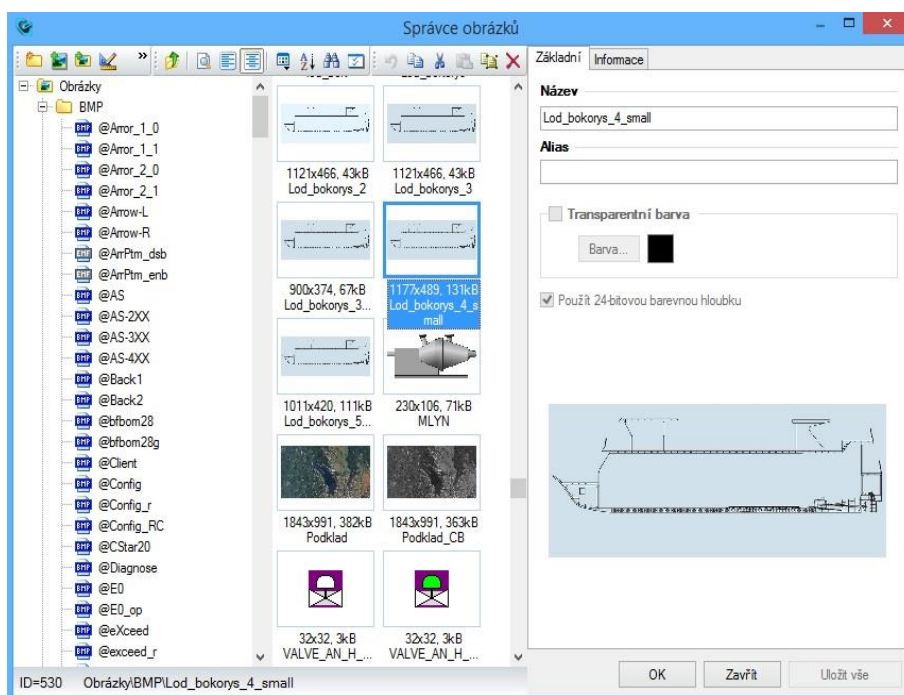 Správce obrázků
»
Obrázky
BMP
@Arror_1_0
@Arror_1_1
@Arror_2_0
@Arror_2_1
@Arrow-L
@Arrow-R
@ArrPtm_dsb
@ArrPtm_enb
@AS
@AS-2XX
@AS-3XX
@AS-4XX
@Back1
@Back2
@bfbom28
@bfbom28g
@Client
@Config
@Config_r
@Config_RC
@CStar20
@Diagnose
@E0
@E0_op
@eXceed
@exceed_r
1121x466, 43kB
Lod_bokorys_2
1121x466, 43kB
Lod_bokorys_3
900x374, 67kB
Lod_bokorys_3...
1177x489, 131kB
Lod_bokorys_4_s
mall
1011x420, 111kB
Lod_bokorys_5...
230x106, 71kB
MLYN
1843x991, 382kB
Podklad
1843x991, 363kB
Podklad_CB
32x32, 3kB
VALVE_AN_H_...
32x32, 3kB
VALVE_AN_H_...
Základní
Informace
Název
Lod_bokorys_4_small
Alias
Transparentní barva
Barva...
Použít 24-bitovou barevnou hloubku
OK
Zavřít
Uložit vše
ID=530
Obrázky\BMP\Lod_bokorys_4_small